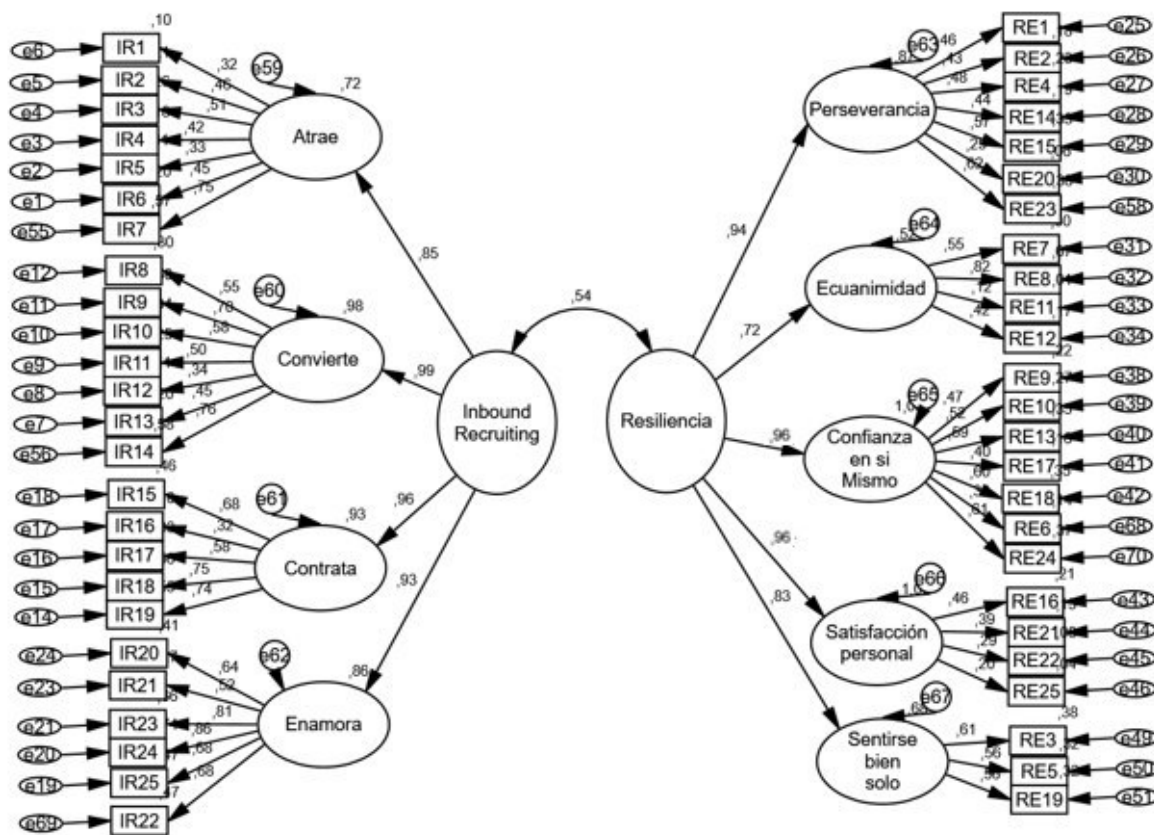 ,10
e6
IR1
e5
IR2
e4
IR3
e3
IR4
e2
IR5
e1
IR6
e55
IR7
,32
,46
,51
,42
,33
,45
,75
e59
,72
Atrae
,60
e12
IR8
e11
IR9
e10
IR10
e9
IR11
e8
IR12
e7
IR13
e56
IR14
,55
,58
,50
,34
,45
,76
e60
,98
Convierte
,46
e18
IR15
e17
IR16
e16
IR17
e15
IR18
e14
IR19
,68
,32
,58
,75
,74
e61
,93
Contrata
,41
e24
IR20
e23
IR21
e21
IR23
e20
IR24
e19
IR25
e69
IR22
,64
,52
,81
,86
,68
,68
e62
,86
Enamora
,85
,99
,96
,93
Inbound
Recruiting
,54
Resiliencia
,94
,72
,96
,96
,83
e63
Perseverancia
,46
,43
,48
,44
,57
,62
RE1
e25
RE2
e26
RE4
e27
RE14
e28
RE15
e29
RE20
e30
RE23
e58
e64
Ecuanimidad
,55
,82
,12
,42
RE7
e31
RE8
e32
RE11
e33
RE12
e34
,22
e65
Confianza
en si
Mismo
,47
,52
,59
,40
,60
,61
RE9
e38
RE10
e39
RE13
e40
RE17
e41
RE18
e42
RE6
e68
RE24
e70
,21
e66
Satisfacción
personal
,46
,39
,29
,20
RE16
e43
RE21
e44
RE22
e45
RE25
e46
,38
e67
Sentirse
bien
solo
,61
,56
RE3
e49
RE5
e50
RE19
e51